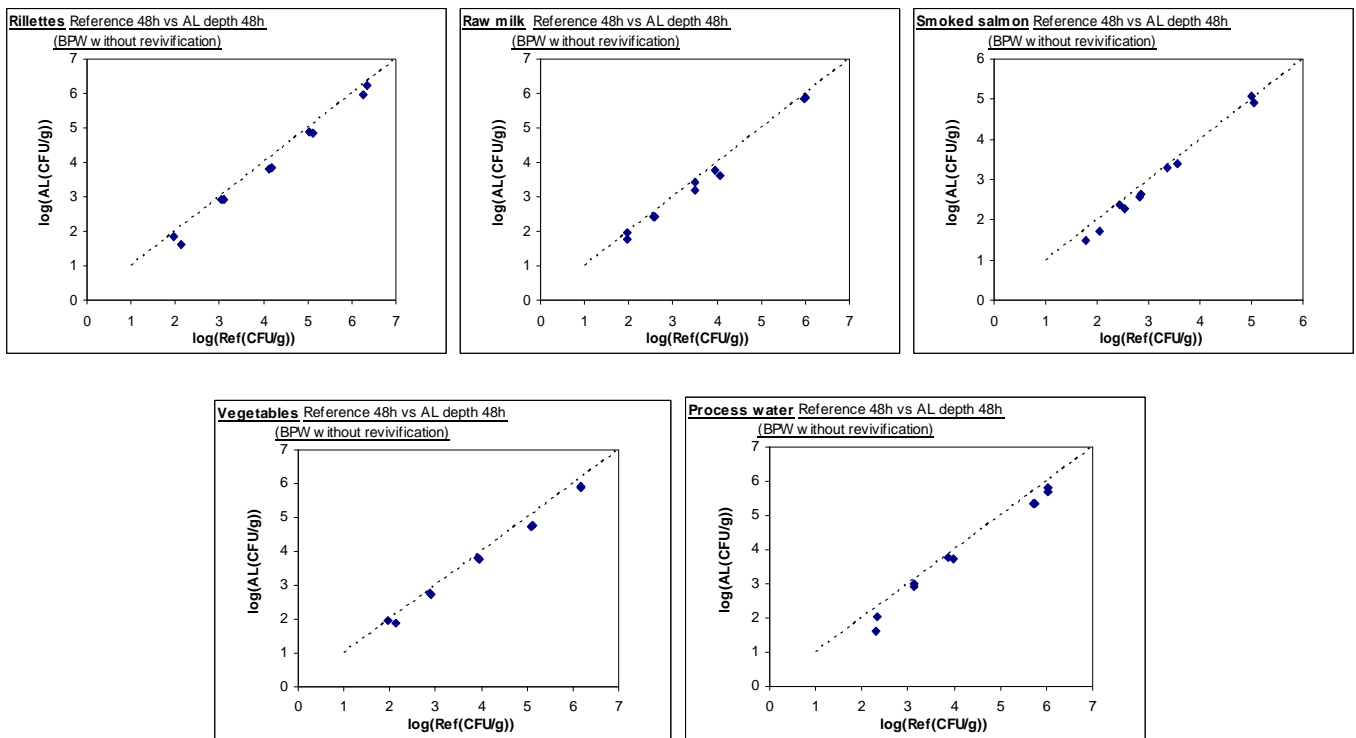 Rillettes Reference 48h vs AL depth 48h
(BPW without revivification)
7
6
5
4
3
2
1
0
log(AL(CFU/g))
0 1 2 3 4 5 6 7
log(Ref(CFU/g))
Raw milk Reference 48h vs AL depth 48h
(BPW without revivification)
7
6
5
4
3
2
1
0
log(AL(CFU/g))
0 1 2 3 4 5 6 7
log(Ref(CFU/g))
Smoked salmon Reference 48h vs AL depth 48h
(BPW without revivification)
6
5
4
3
2
1
0
log(AL(CFU/g))
0 1 2 3 4 5 6
log(Ref(CFU/g))
Vegetables Reference 48h vs AL depth 48h
(BPW without revivification)
7
6
5
4
3
2
1
0
log(AL(CFU/g))
0 1 2 3 4 5 6 7
log(Ref(CFU/g))
Process water Reference 48h vs AL depth 48h
(BPW without revivification)
7
6
5
4
3
2
1
0
log(AL(CFU/g))
0 1 2 3 4 5 6 7
log(Ref(CFU/g))